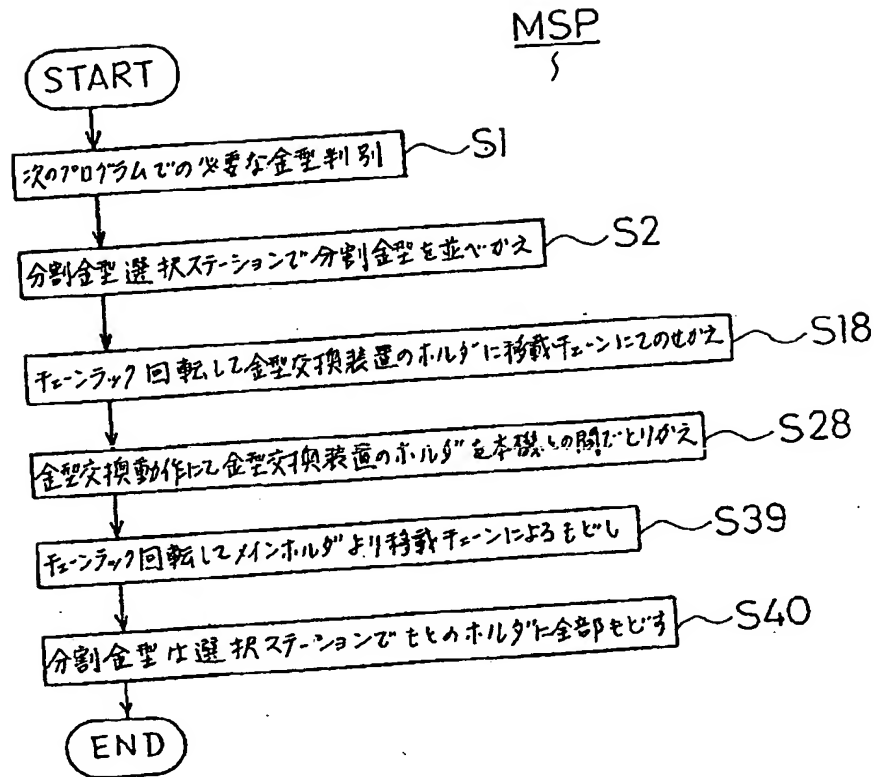 MSP
START
次のプログラムでの必要な金型判別
S1
分割金型選択ステーションで分割金型を並べかえ
S2
チェーンラック回転して金型交換装置のホルダに移載チェーンにてのせかえ
S18
金型交換動作にて金型交換装置のホルダを本機との間でとりかえ
S28
チェーンラック回転してメインホルダより移載チェーンによるもどし
S39
分割金型は選択ステーションでもとのホルダに全部もどす
S40
END